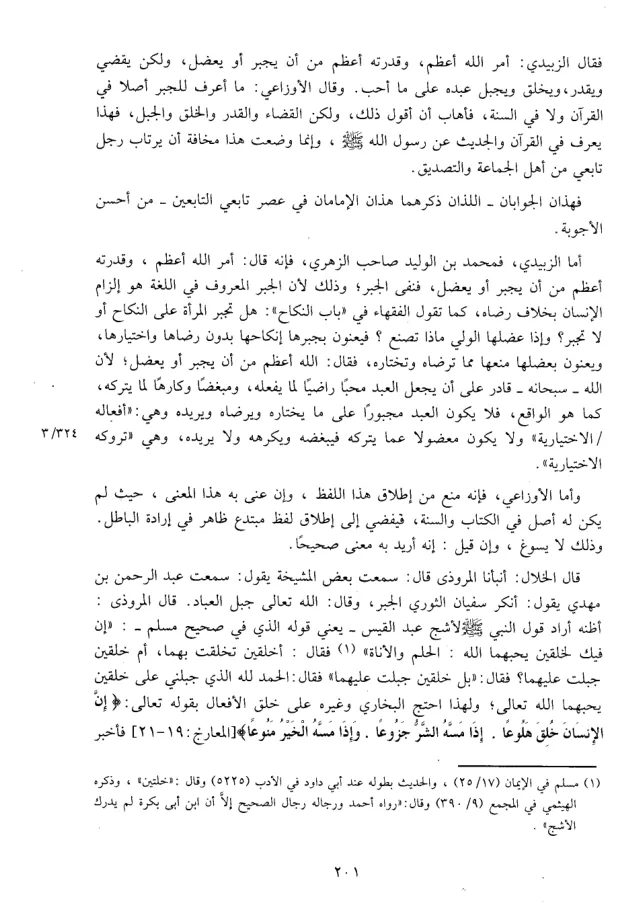 فقال الزبيدي: أمر الله أعظم، وقدرته أعظم من أن يجبر أو يعضل، ولكن يقضي
ويقدر،ويخلق ويجبل عبده على ما أحب. وقال الأوزاعي: ما أعرف للجبر أصلا في
القرآن ولا في السنة، فأهاب أن أقول ذلك، ولكن القضاء والقدر والخلق والجبل، فهذا
يعرف في القرآن والحديث عن رسول الله ﷺ ، وإنما وضعت هذا مخافة أن يرتاب رجل
تابعي من أهل الجماعة والتصديق.
فهذان الجوابان ـ اللذان ذكرهما هذان الإمامان في عصر تابعي التابعين ـ من أحسن
الأجوبة.
أما الزبيدي، فمحمد بن الوليد صاحب الزهري، فإنه قال: أمر الله أعظم ، وقدرته
أعظم من أن يجبر أو يعضل، فنفى الجبر؛ وذلك لأن الجبر المعروف في اللغة هو إلزام
الإنسان بخلاف رضاه، كما تقول الفقهاء في «باب النكاح»: هل تجبر المرأة على النكاح أو
لا تجبر؟ وإذا عضلها الولي ماذا تصنع ؟ فيعنون بجبرها إنكاحها بدون رضاها واختيارها،
ويعنون بعضلها منعها مما ترضاه وتختاره، فقال: الله أعظم من أن يجبر أو يعضل؛ لأن
الله ـ سبحانه ـ قادر على أن يجعل العبد محبًا راضيًا لما يفعله، ومبغضًا وكارهًا لما يتركه،
كما هو الواقع، فلا يكون العبد مجبورًا على ما يختاره ويرضاه ويريده وهي:«أفعاله
/الاختيارية» ولا يكون معضولا عما يتركه فيبغضه ويكرهه ولا يريده، وهي «تروكه ٣/٣٢٤
الاختيارية».
وأما الأوزاعي، فإنه منع من إطلاق هذا اللفظ ، وإن عنى به هذا المعنى ، حيث لم
يكن له أصل في الكتاب والسنة، فيفضي إلى إطلاق لفظ مبتدع ظاهر في إرادة الباطل.
وذلك لا يسوغ ، وإن قيل : إنه أريد به معنى صحيحًا.
قال الخلال: أنبأنا المروذى قال: سمعت بعض المشيخة يقول: سمعت عبد الرحمن بن
مهدي يقول: أنكر سفيان الثوري الجبر، وقال: الله تعالى جبل العباد. قال المروذى :
أظنه أراد قول النبي ﷺلأشج عبد القيس ـ يعني قوله الذي في صحيح مسلم ـ : «إن
فيك لخلقين يحبهما الله : الحلم والأناة» (١) فقال : أخلقين تخلقت بهما، أم خلقين
جبلت عليهما؟ فقال:«بل خلقين جبلت عليهما» فقال:الحمد لله الذي جبلني على خلقين
يحبهما الله تعالى؛ ولهذا احتج البخاري وغيره على خلق الأفعال بقوله تعالى:﴿ إِنَّ
الإِنسَانَ خُلِقَ هَلُوعًا . إِذَا مَسَّهُ الشَّرُّ جَزُوعًا . وَإِذَا مَسَّهُ الْخَيْرُ مَنُوعًا﴾[المعارج:١٩-٢١] فأخبر
(١) مسلم في الإيمان (٢٥/١٧) ، والحديث بطوله عند أبي داود في الأدب (٥٢٢٥) وقال :«خلتين» ، وذكره
الهيثمي في المجمع (٣٩٠/٩) وقال:«رواه أحمد ورجاله رجال الصحيح إلاَّ أن ابن أبى بكرة لم يدرك
الأشج» .
٢٠١